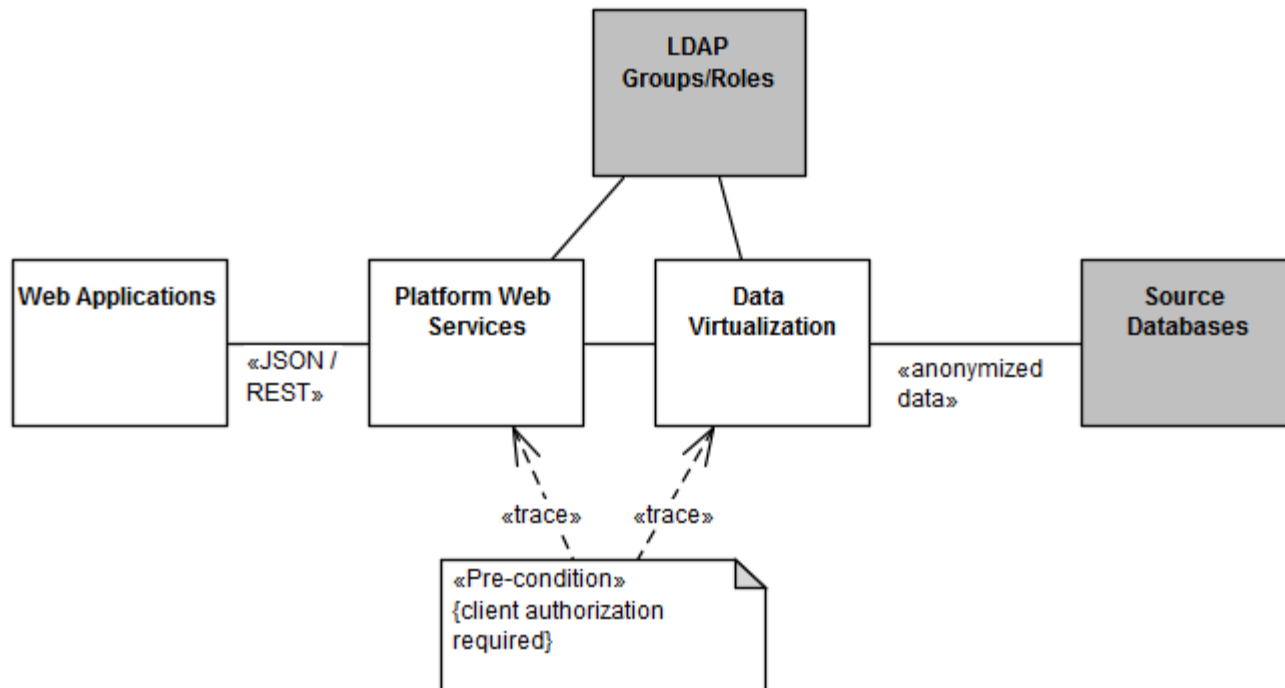 LDAP
Groups/Roles
Web Applications
Platform Web
Services
Data
Virtualization
Source
Databases
«JSON /
REST»
«anonymized
data»
«trace»
«trace»
«Pre-condition»
{client authorization
required}